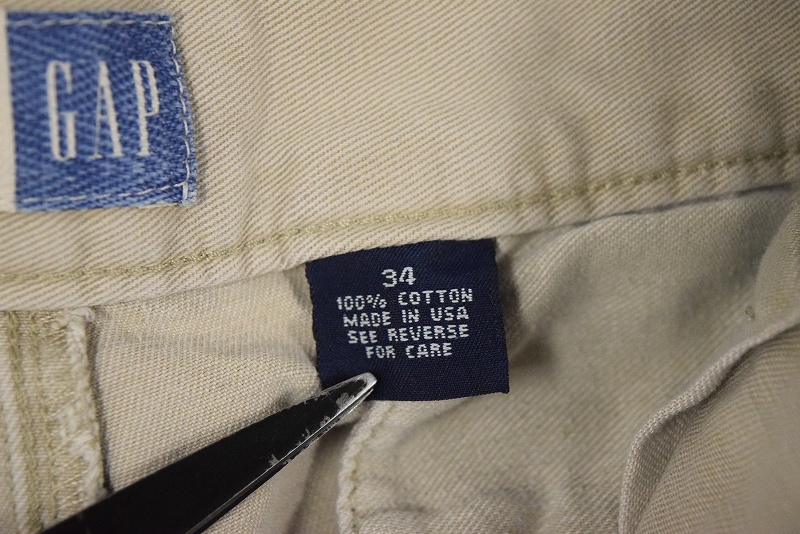 GAP
34
100% COTTON
MADE IN USA
SEE REVERSE
FOR CARE